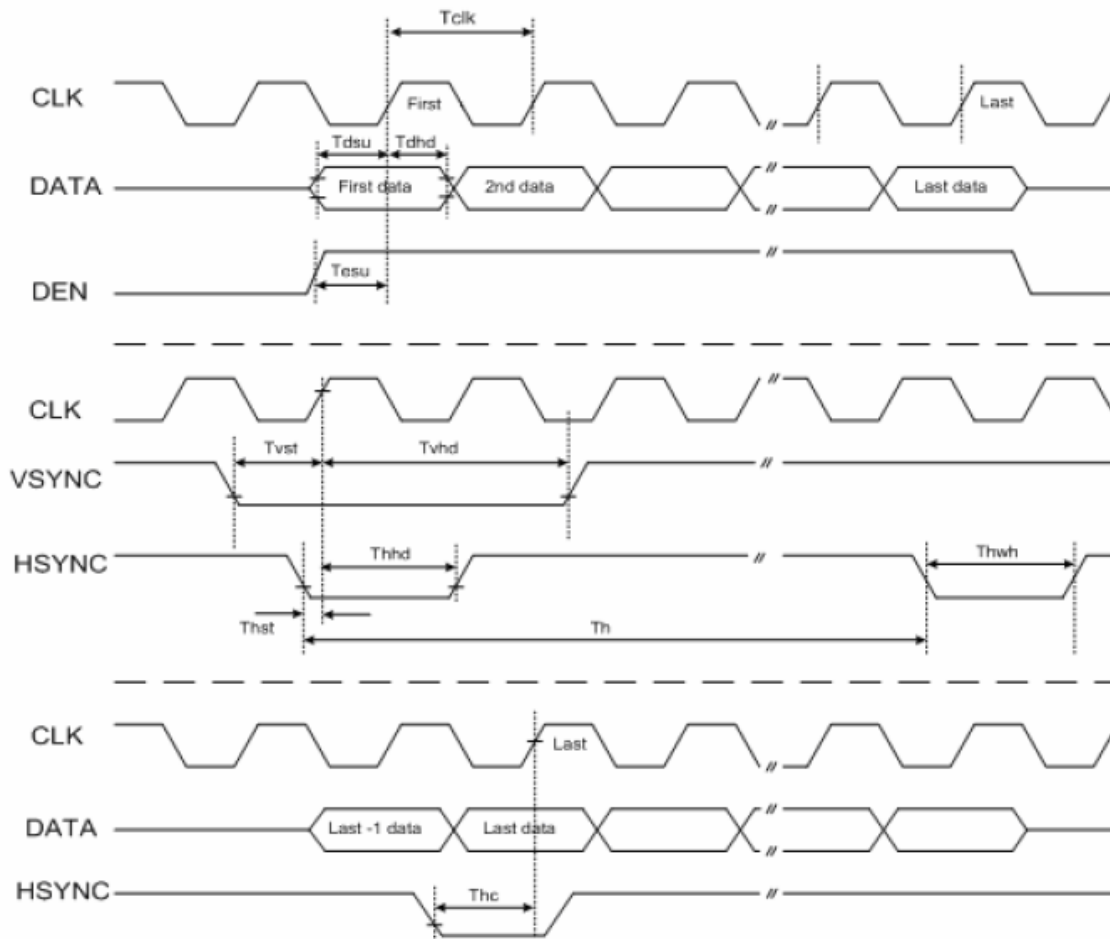 Tclk
CLK
First
Last
Tdsu
Tdhd
DATA
First data
2nd data
Last data
Tesu
DEN
CLK
Tvst
Tvhd
VSYNC
HSYNC
Thhd
Thwh
Thst
Th
CLK
Last
DATA
Last -1 data
Last data
HSYNC
Thc